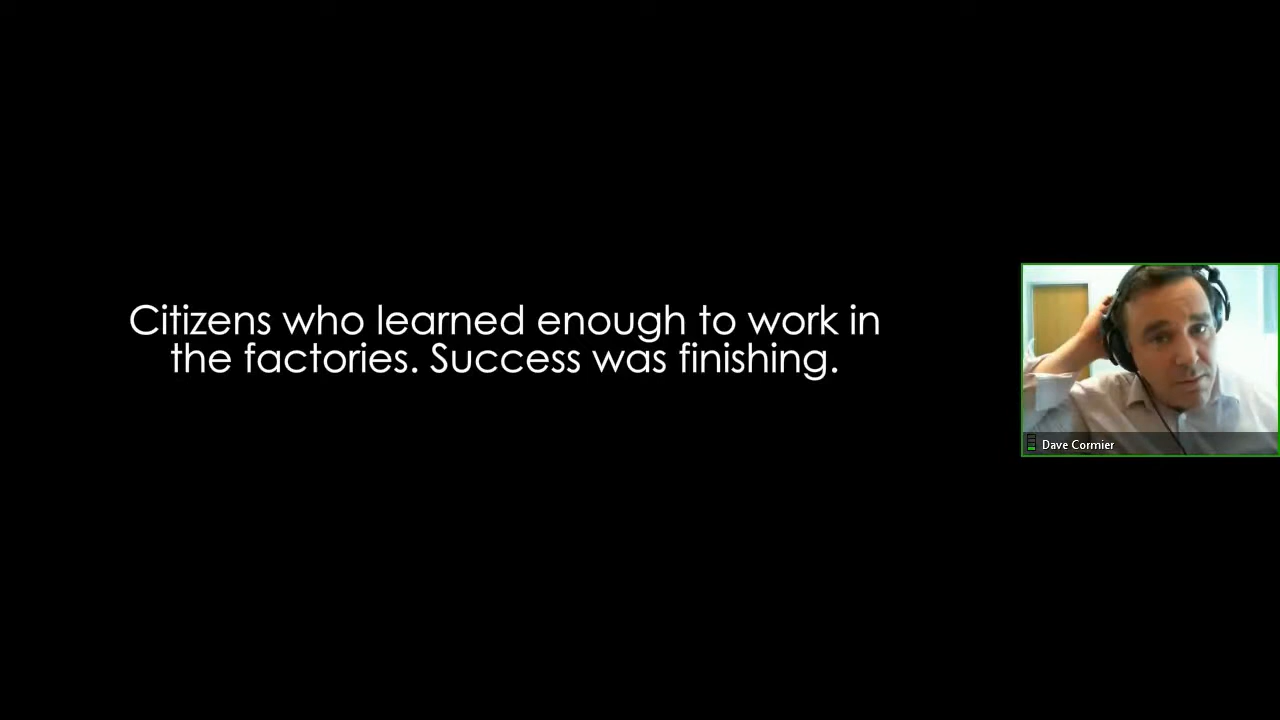 Citizens who learned enough to work in
the factories. Success was finishing.
Dave Cormier